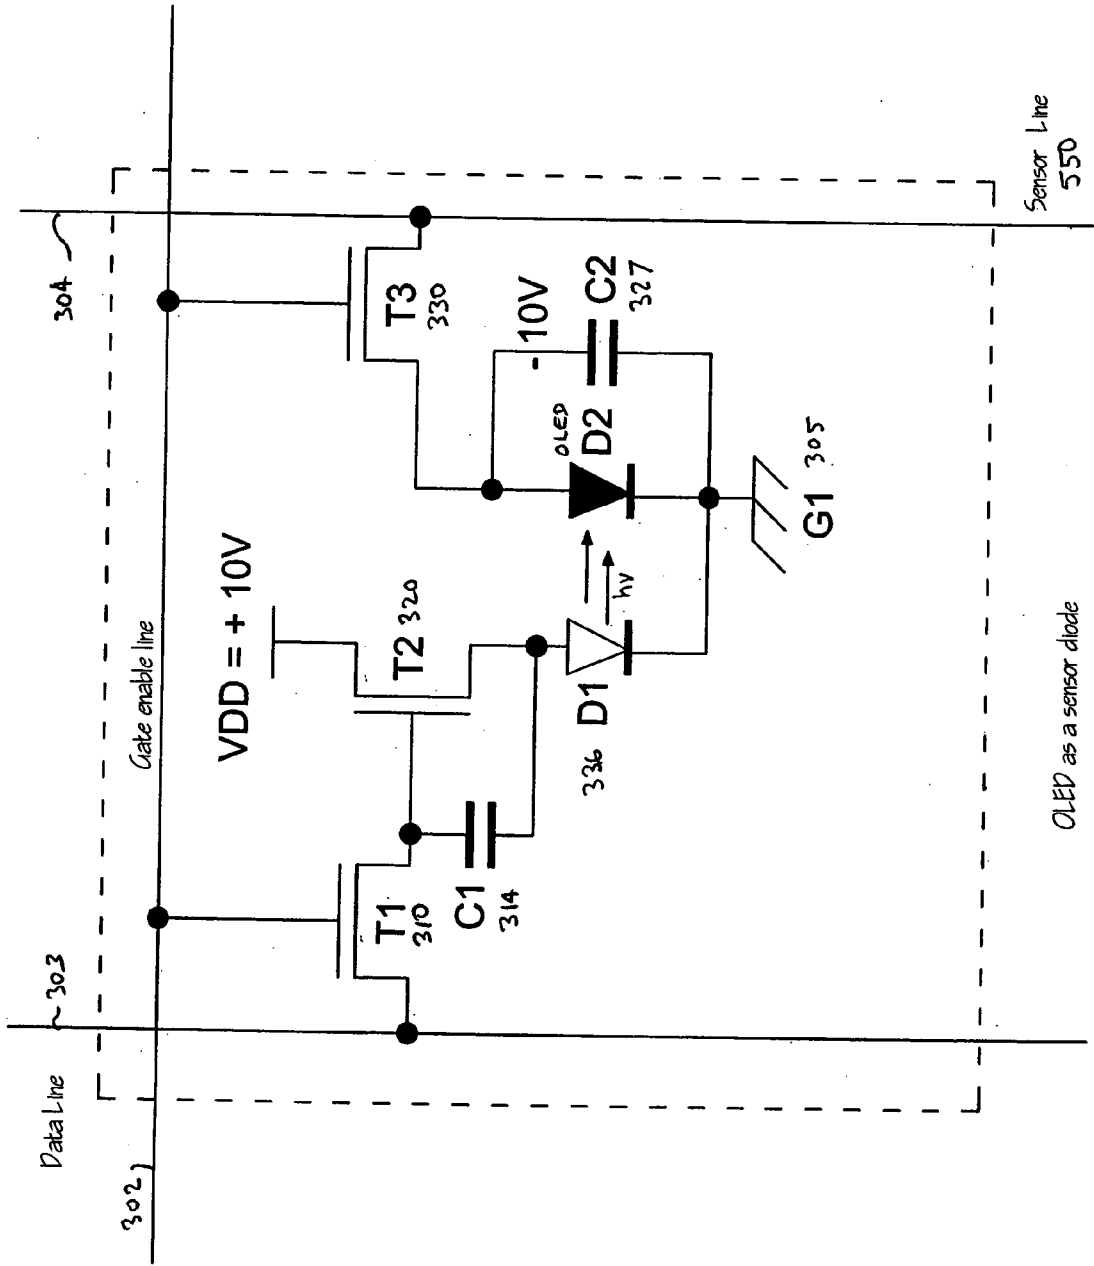 302
Data Line
303
Gate enable line
304
VDD = + 10V
T1
310
C1
314
T2 320
T3
330
336 D1
hν
OLED
D2
- 10V
C2
327
G1 305
Sensor Line
550
OLED as a sensor diode